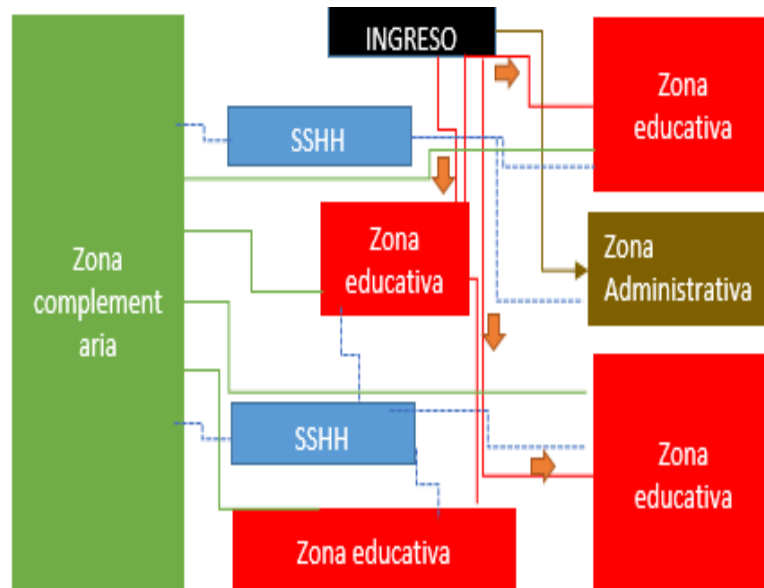 INGRESO
Zona
educativa
SSHH
Zona
educativa
Zona
Administrativa
Zona
complement
aria
SSHH
Zona
educativa
Zona educativa